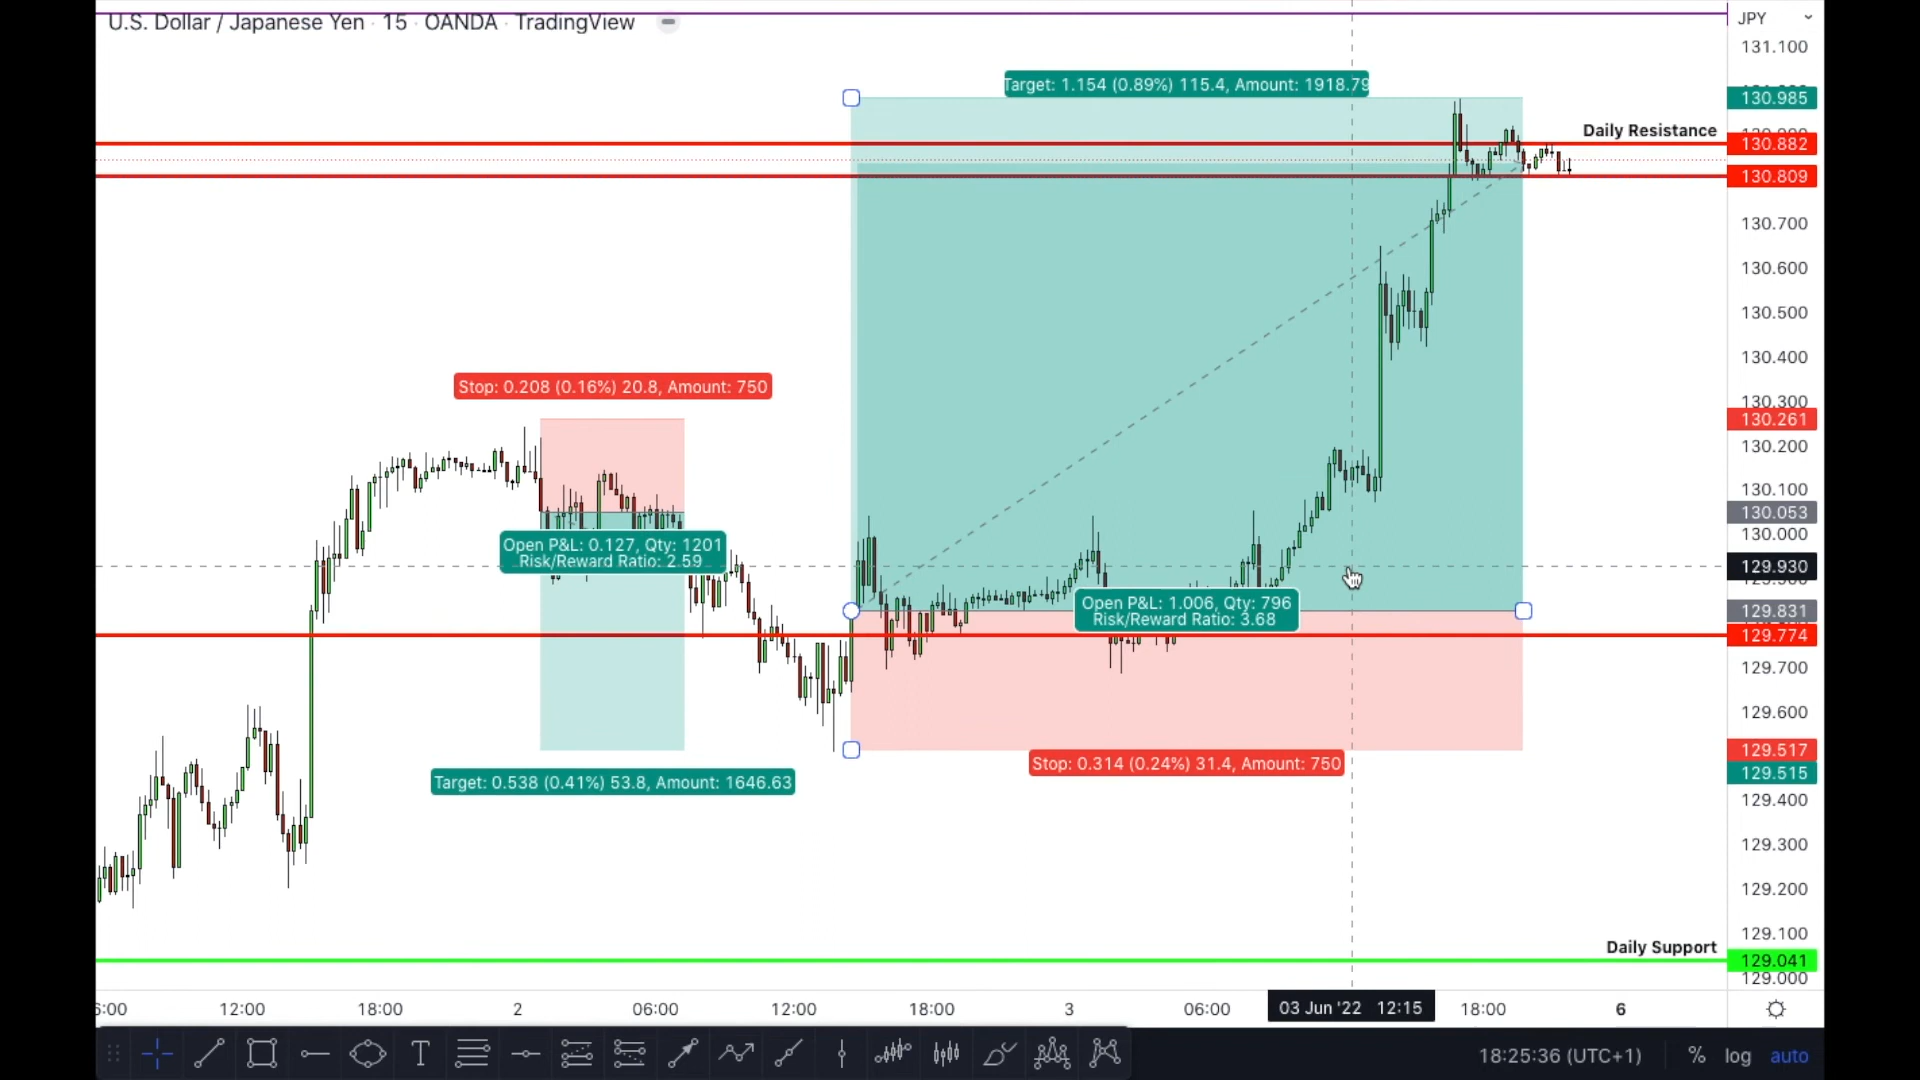 U.S. Dollar / Japanese Yen · 15 · OANDA · TradingView
JPY
131.100
Target: 1.154 (0.89%) 115.4, Amount: 1918.79
130.985
Daily Resistance
130.882
130.809
130.700
130.600
130.500
130.400
Stop: 0.208 (0.16%) 20.8, Amount: 750
130.300
130.261
130.200
130.100
130.053
130.000
Open P&L: 0.127, Qty: 1201
Risk/Reward Ratio: 2.59
129.930
Open P&L: 1.006, Qty: 796
Risk/Reward Ratio: 3.68
129.831
129.774
129.700
129.600
129.517
Stop: 0.314 (0.24%) 31.4, Amount: 750
129.515
Target: 0.538 (0.41%) 53.8, Amount: 1646.63
129.400
129.300
129.200
129.100
Daily Support
129.041
129.000
12:00 18:00 2 06:00 12:00 18:00 3 06:00 03 Jun '22 12:15 18:00 6
18:25:36 (UTC+1) % log auto